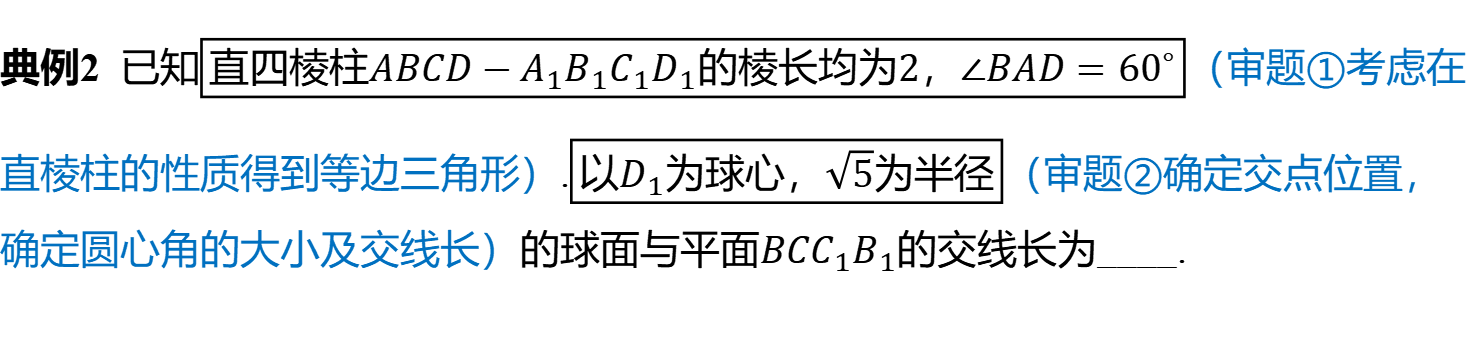 典例2 已知直四棱柱ABCD − A₁B₁C₁D₁的棱长均为2，∠BAD = 60°（审题①考虑在
直棱柱的性质得到等边三角形）.以D₁为球心，√5为半径（审题②确定交点位置，
确定圆心角的大小及交线长）的球面与平面BCC₁B₁的交线长为____.